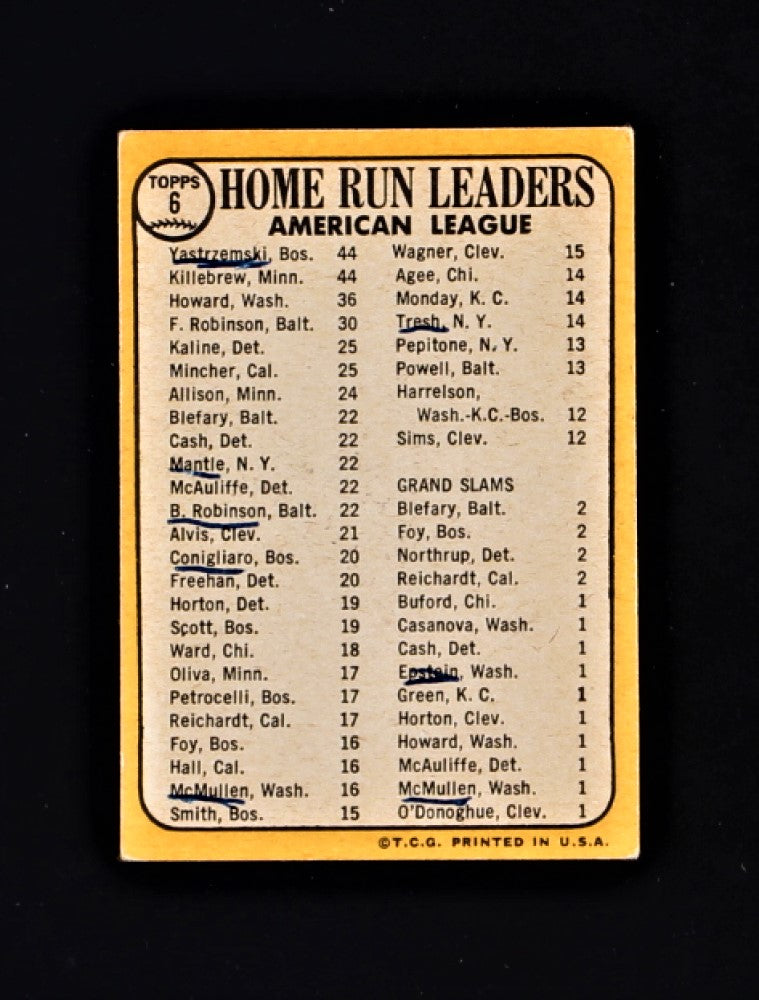 TOPPS
6
HOME RUN LEADERS
AMERICAN LEAGUE
Yastrzemski, Bos. 44
Killebrew, Minn. 44
Howard, Wash. 36
F. Robinson, Balt. 30
Kaline, Det. 25
Mincher, Cal. 25
Allison, Minn. 24
Blefary, Balt. 22
Cash, Det. 22
Mantle, N. Y. 22
McAuliffe, Det. 22
B. Robinson, Balt. 22
Alvis, Clev. 21
Conigliaro, Bos. 20
Freehan, Det. 20
Horton, Det. 19
Scott, Bos. 19
Ward, Chi. 18
Oliva, Minn. 17
Petrocelli, Bos. 17
Reichardt, Cal. 17
Foy, Bos. 16
Hall, Cal. 16
McMullen, Wash. 16
Smith, Bos. 15
Wagner, Clev. 15
Agee, Chi. 14
Monday, K. C. 14
Tresh, N. Y. 14
Pepitone, N. Y. 13
Powell, Balt. 13
Harrelson,
Wash.-K.C.-Bos. 12
Sims, Clev. 12
GRAND SLAMS
Blefary, Balt. 2
Foy, Bos. 2
Northrup, Det. 2
Reichardt, Cal. 2
Buford, Chi. 1
Casanova, Wash. 1
Cash, Det. 1
Epstein, Wash. 1
Green, K. C. 1
Horton, Clev. 1
Howard, Wash. 1
McAuliffe, Det. 1
McMullen, Wash. 1
O'Donoghue, Clev. 1
©T.C.G. PRINTED IN U.S.A.